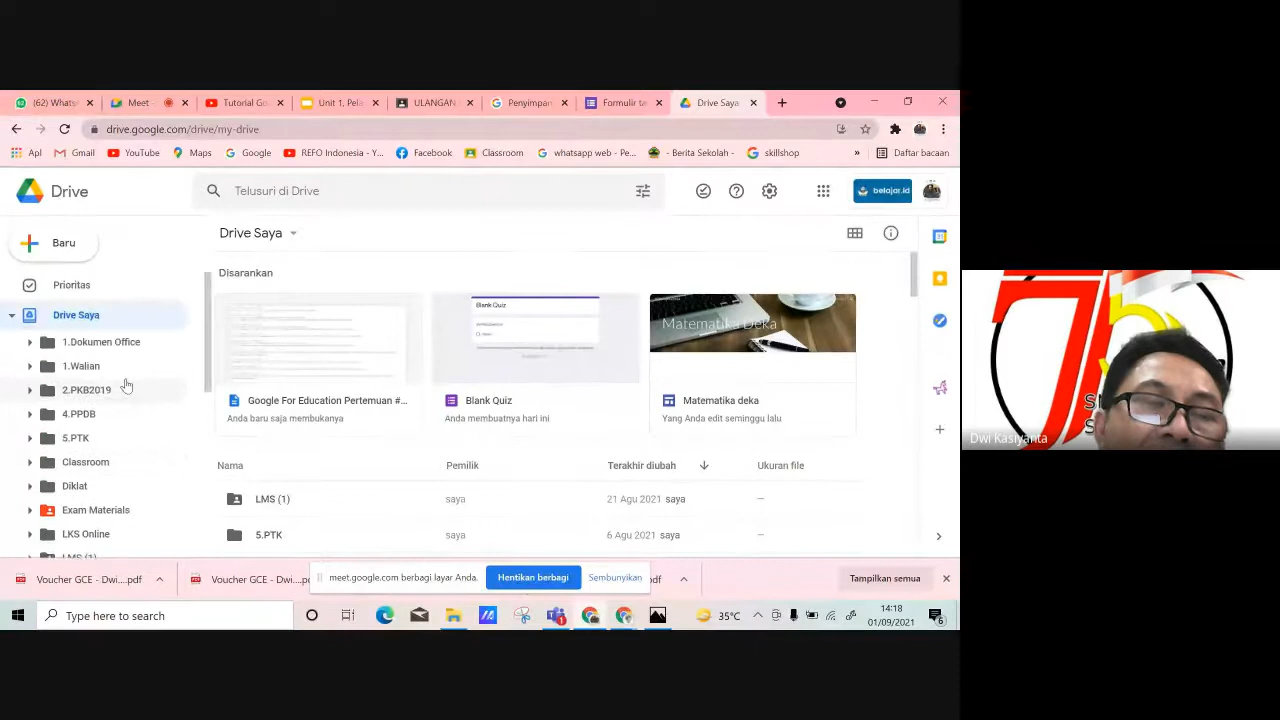 (62) Whats
Meet -
Tutorial Go
Unit 1. Pela
ULANGAN
Penyimpan
Formulir ta
Drive Saya
drive.google.com/drive/my-drive
Apl
Gmail
YouTube
Maps
Google
REFO Indonesia - Y...
Facebook
Classroom
whatsapp web - Pe...
- Berita Sekolah -
skillshop
»
Daftar bacaan
Drive
Telusuri di Drive
belajar.id
Baru
Drive Saya
Prioritas
Disarankan
Drive Saya
1.Dokumen Office
1.Walian
2.PKB2019
4.PPDB
5.PTK
Classroom
Diklat
Exam Materials
LKS Online
LMS (1)
Blank Quiz
Matematika Deka
Google For Education Pertemuan #...
Anda baru saja membukanya
Blank Quiz
Anda membuatnya hari ini
Matematika deka
Yang Anda edit seminggu lalu
Nama
Pemilik
Terakhir diubah
Ukuran file
LMS (1)
saya
21 Agu 2021 saya
—
5.PTK
saya
6 Agu 2021 saya
—
Dwi Kasiyanta
Voucher GCE - Dwi....pdf
Voucher GCE - Dwi....
meet.google.com berbagi layar Anda.
Hentikan berbagi
Sembunyikan
pdf
Tampilkan semua
Type here to search
35°C
14:18
01/09/2021
6